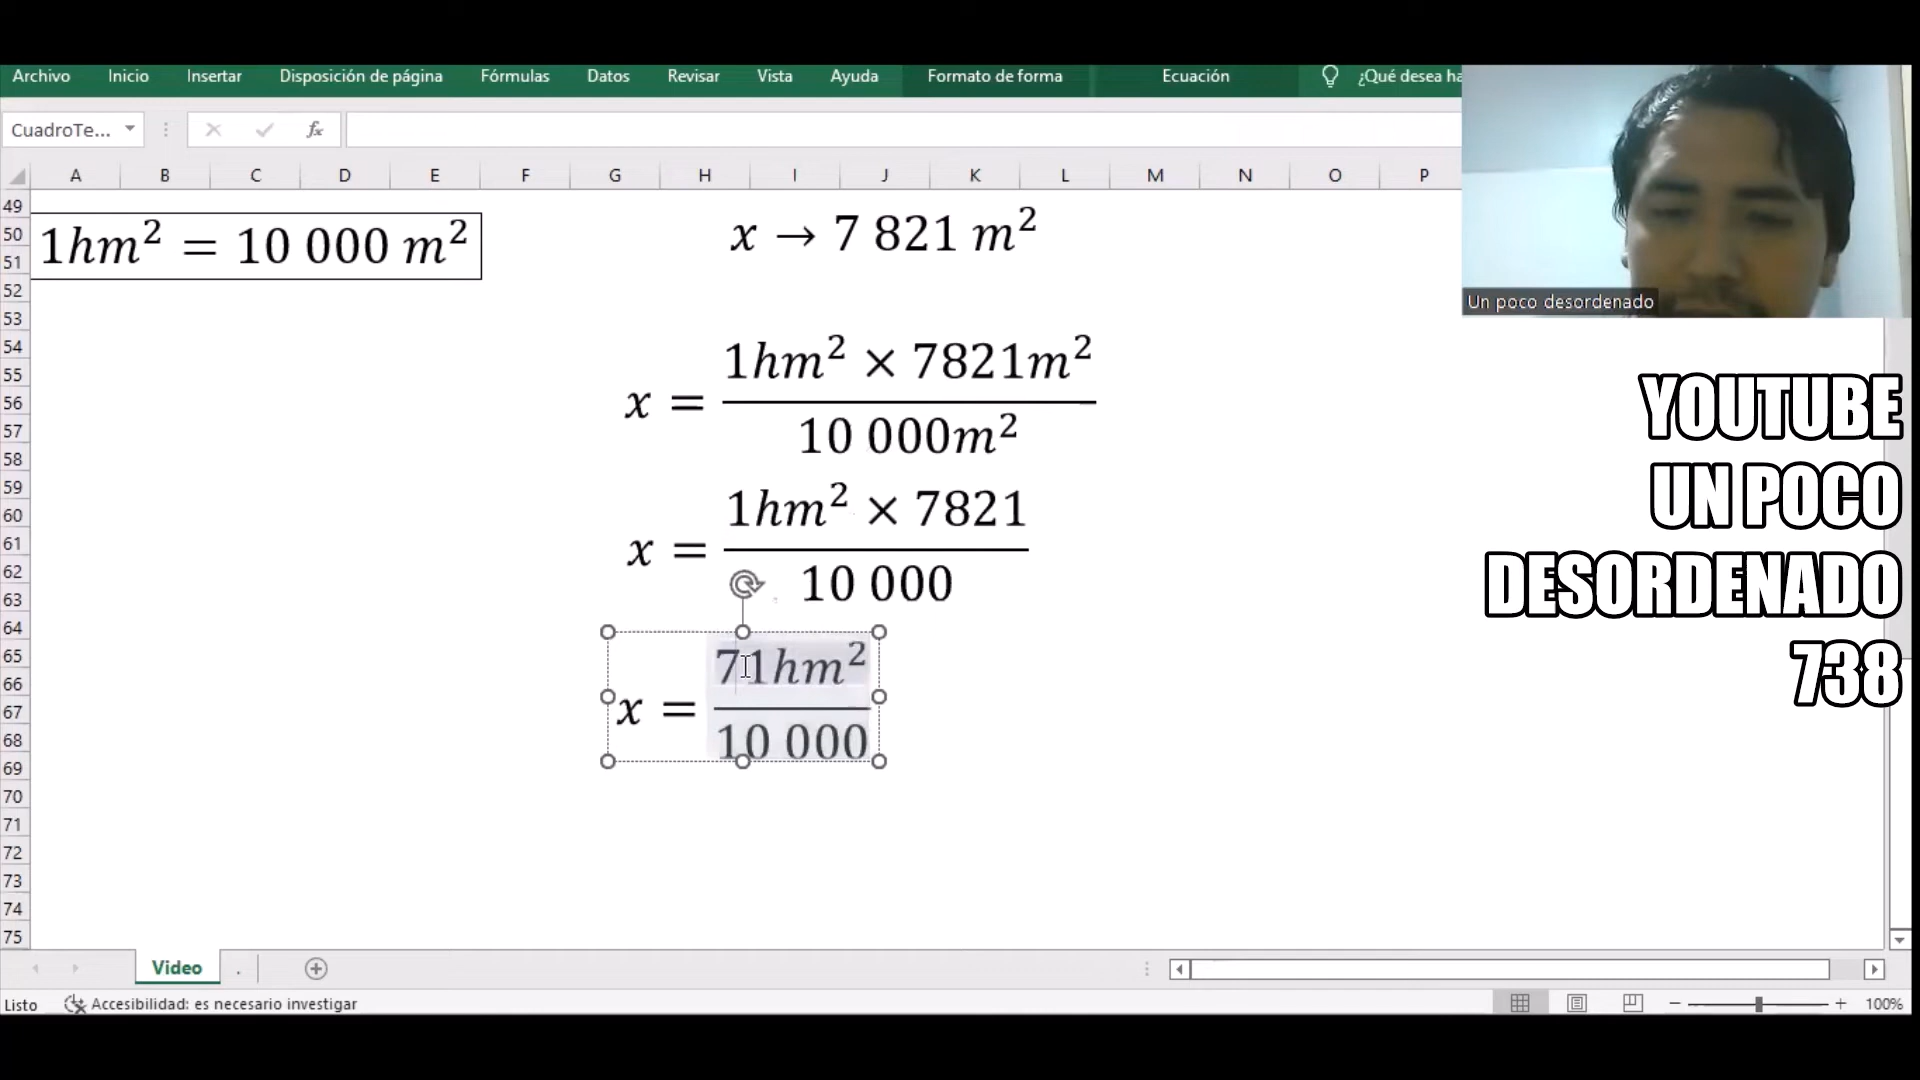 Archivo Inicio Insertar Disposición de página Fórmulas Datos Revisar Vista Ayuda Formato de forma Ecuación ¿Qué desea ha
CuadroTe... fx
A B C D E F G H I J K L M N O P
49
50
51
52
53
54
55
56
57
58
59
60
61
62
63
64
65
66
67
68
69
70
71
72
73
74
75
1hm² = 10 000 m²
x → 7 821 m²
x = \frac{1hm² × 7821m²}{10 000m²}
x = \frac{1hm² × 7821}{10 000}
x = \frac{71hm²}{10 000}
Un poco desordenado
YOUTUBE
UN POCO
DESORDENADO
738
Video .
Listo Accesibilidad: es necesario investigar 100%